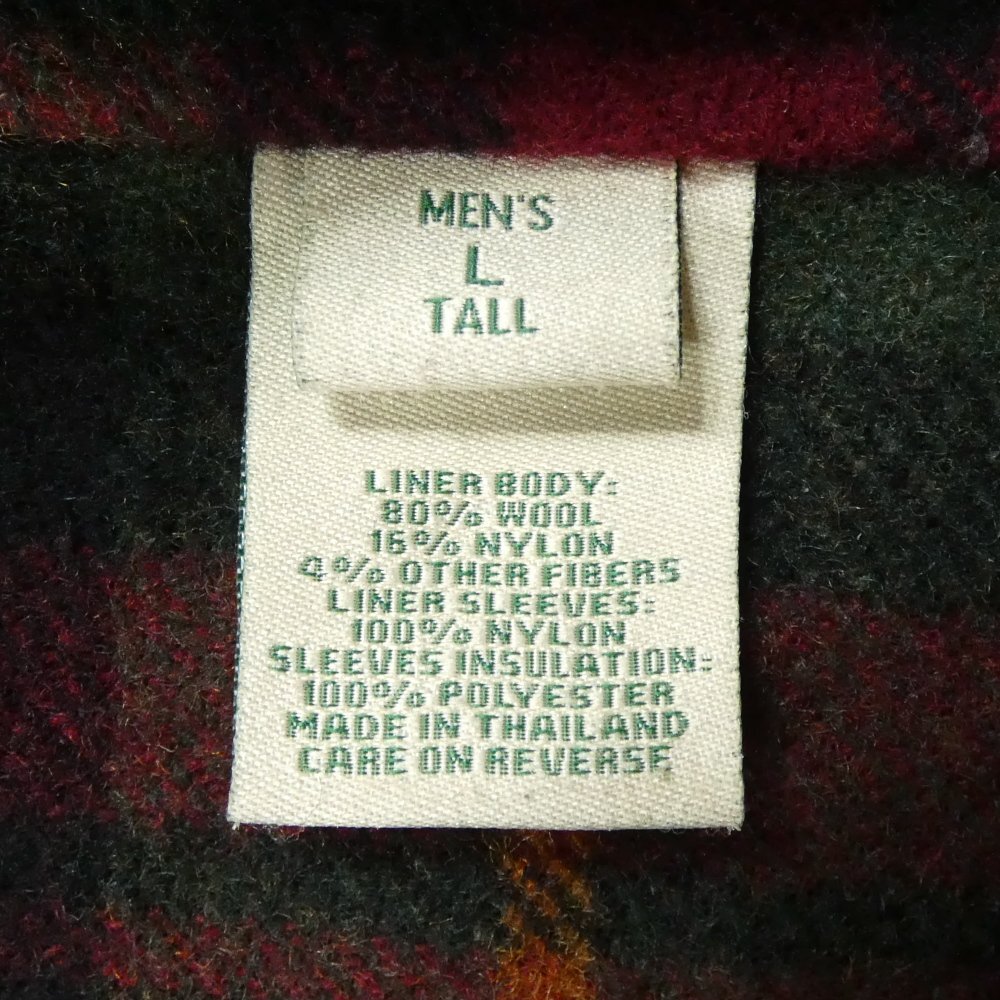 MEN'S
L
TALL
LINER BODY:
80% WOOL
16% NYLON
4% OTHER FIBERS
LINER SLEEVES:
100% NYLON
SLEEVES INSULATION:
100% POLYESTER
MADE IN THAILAND
CARE ON REVERSE